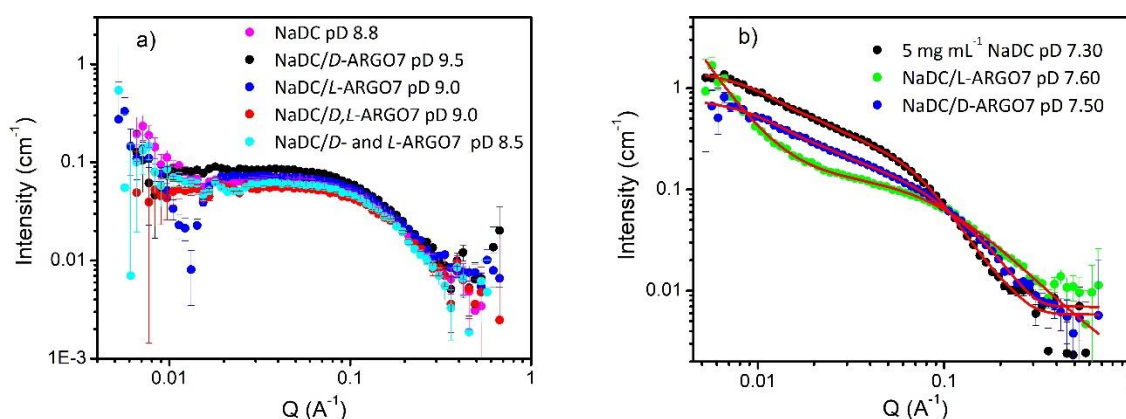 a)
NaDC pD 8.8
NaDC/D-ARGO7 pD 9.5
NaDC/L-ARGO7 pD 9.0
NaDC/D,L-ARGO7 pD 9.0
NaDC/D- and L-ARGO7 pD 8.5
Intensity (cm⁻¹)
1
0.1
0.01
1E-3
0.01
0.1
1
Q (A⁻¹)
b)
5 mg mL⁻¹ NaDC pD 7.30
NaDC/L-ARGO7 pD 7.60
NaDC/D-ARGO7 pD 7.50
Intensity (cm⁻¹)
1
0.1
0.01
0.01
0.1
1
Q (A⁻¹)